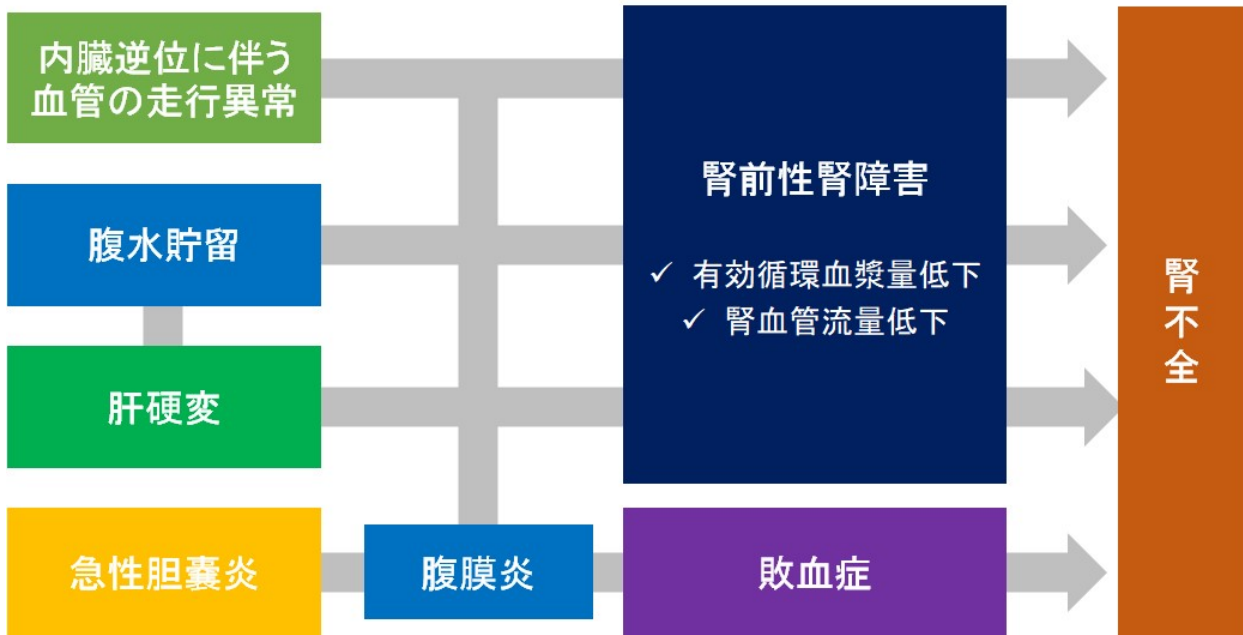 内臓逆位に伴う
血管の走行異常
腹水貯留
肝硬変
急性胆嚢炎
腹膜炎
腎前性腎障害
✓ 有効循環血漿量低下
✓ 腎血管流量低下
敗血症
腎不全